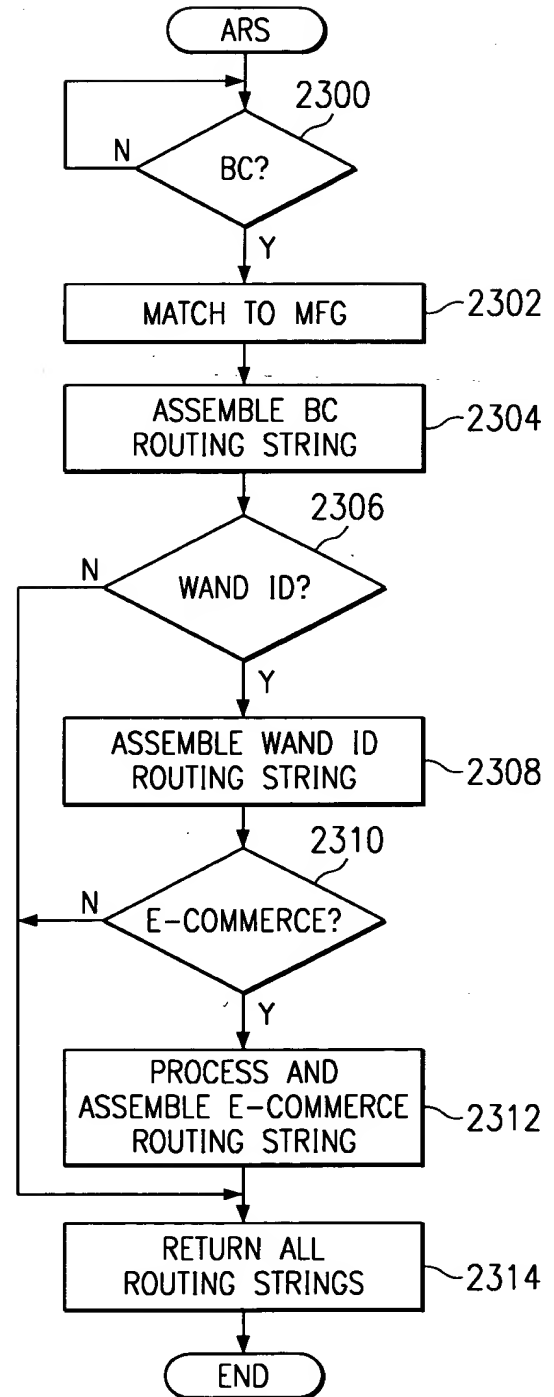 ARS
2300
N
BC?
Y
MATCH TO MFG
2302
ASSEMBLE BC
ROUTING STRING
2304
2306
N
WAND ID?
Y
ASSEMBLE WAND ID
ROUTING STRING
2308
2310
N
E-COMMERCE?
Y
PROCESS AND
ASSEMBLE E-COMMERCE
ROUTING STRING
2312
RETURN ALL
ROUTING STRINGS
2314
END